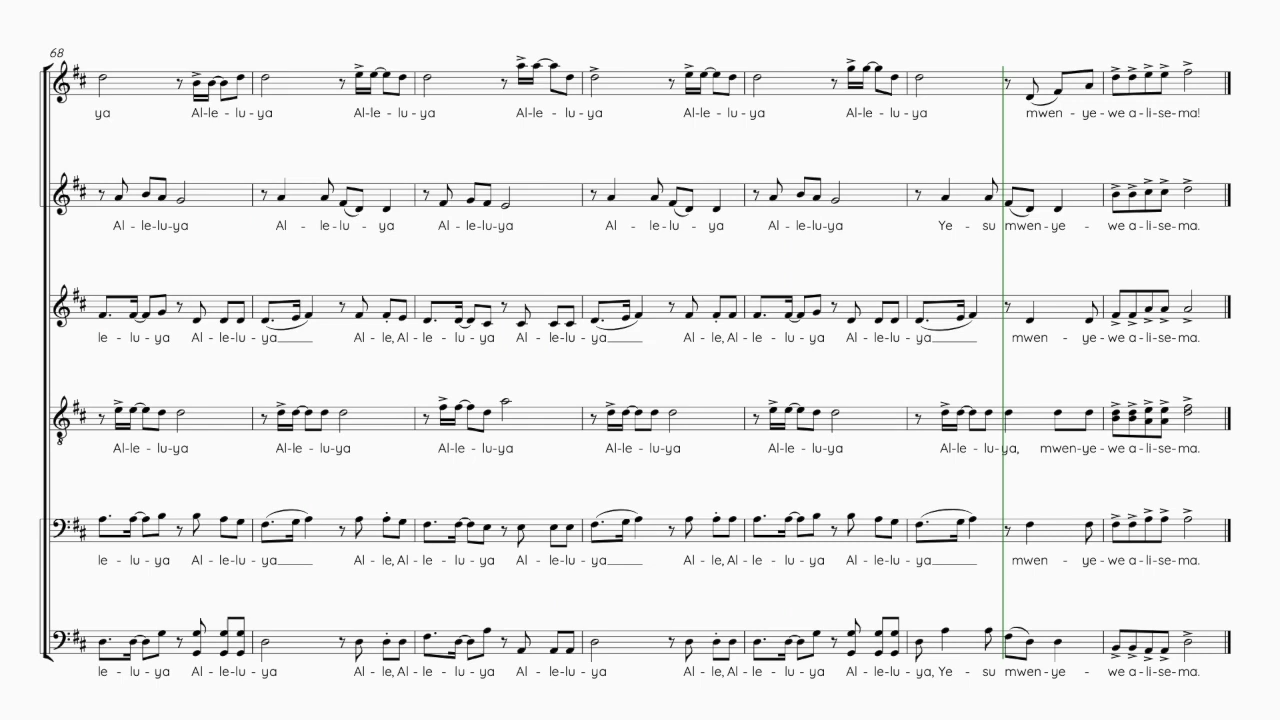 68
ya Al-le - lu - ya Al-le - lu - ya Al-le - lu - ya Al-le - lu - ya Al-le - lu - ya mwen - ye - we a - li - se - ma!
Al - le-lu-ya Al - le-lu - ya Al - le-lu-ya Al - le-lu - ya Al - le-lu-ya Ye - su mwen-ye - we a - li - se - ma.
le - lu - ya Al - le-lu - ya Al - le, Al - le - lu - ya Al - le-lu - ya Al - le, Al - le - lu - ya Al - le-lu - ya mwen - ye - we a - li - se - ma.
Al-le - lu-ya Al-le - lu-ya Al-le - lu-ya Al-le - lu-ya Al-le - lu-ya Al-le - lu-ya, mwen-ye - we a - li - se - ma.
le - lu - ya Al - le-lu - ya Al - le, Al - le - lu - ya Al - le-lu - ya Al - le, Al - le - lu - ya Al - le-lu - ya mwen - ye - we a - li - se - ma.
le - lu - ya Al - le-lu - ya Al - le, Al - le - lu - ya Al - le-lu - ya Al - le, Al - le - lu - ya Al - le-lu - ya, Ye - su mwen-ye - we a - li - se - ma.